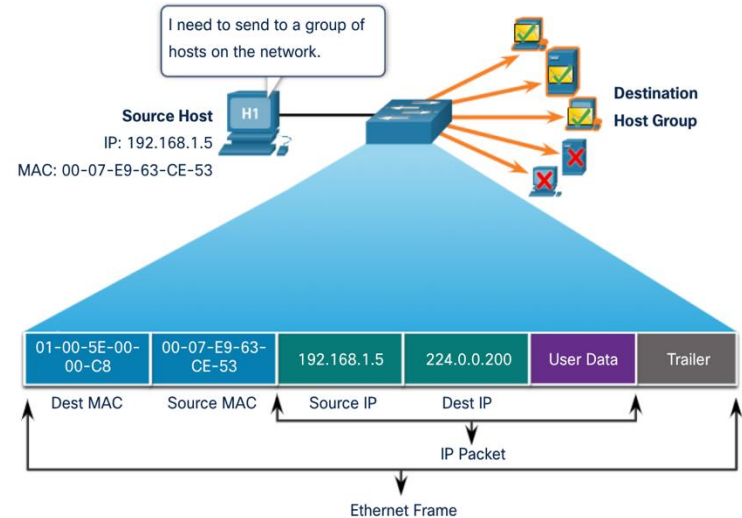 I need to send to a group of
hosts on the network.
H1
Source Host
IP: 192.168.1.5
MAC: 00-07-E9-63-CE-53
Destination
Host Group
01-00-5E-00-
00-C8
00-07-E9-63-
CE-53
192.168.1.5
224.0.0.200
User Data
Trailer
Dest MAC
Source MAC
Source IP
Dest IP
IP Packet
Ethernet Frame